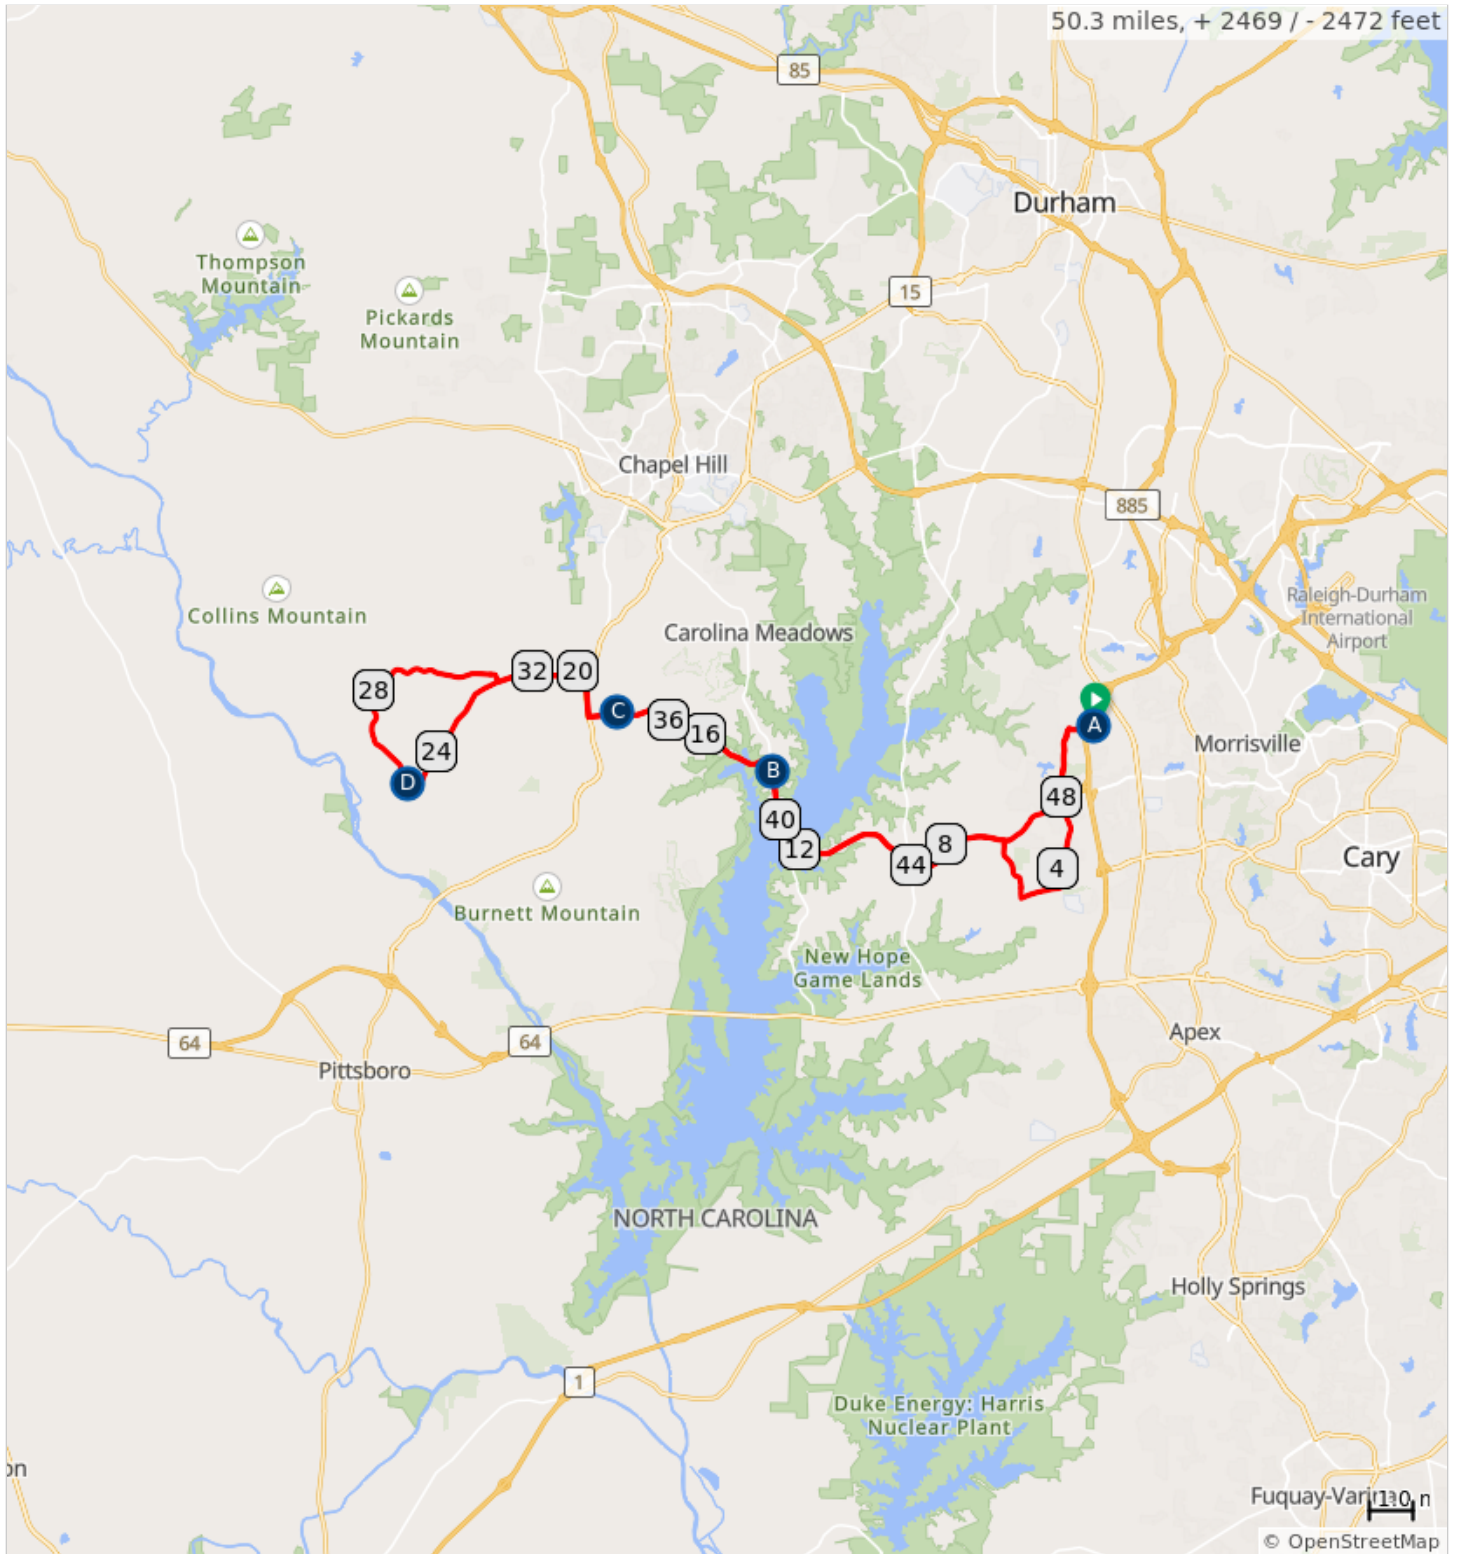 50.3 miles, + 2469 / - 2472 feet
85
Durham
Thompson
Mountain
15
Pickards
Mountain
Chapel Hill
885
Collins Mountain
Raleigh-Durham
International
Airport
Carolina Meadows
32
20
28
C
36
16
A
Morrisville
24
D
B
48
40
12
8
44
4
Cary
Burnett Mountain
New Hope
Game Lands
64
64
Apex
Pittsboro
NORTH CAROLINA
Holly Springs
1
Duke Energy: Harris
Nuclear Plant
on
© OpenStreetMap